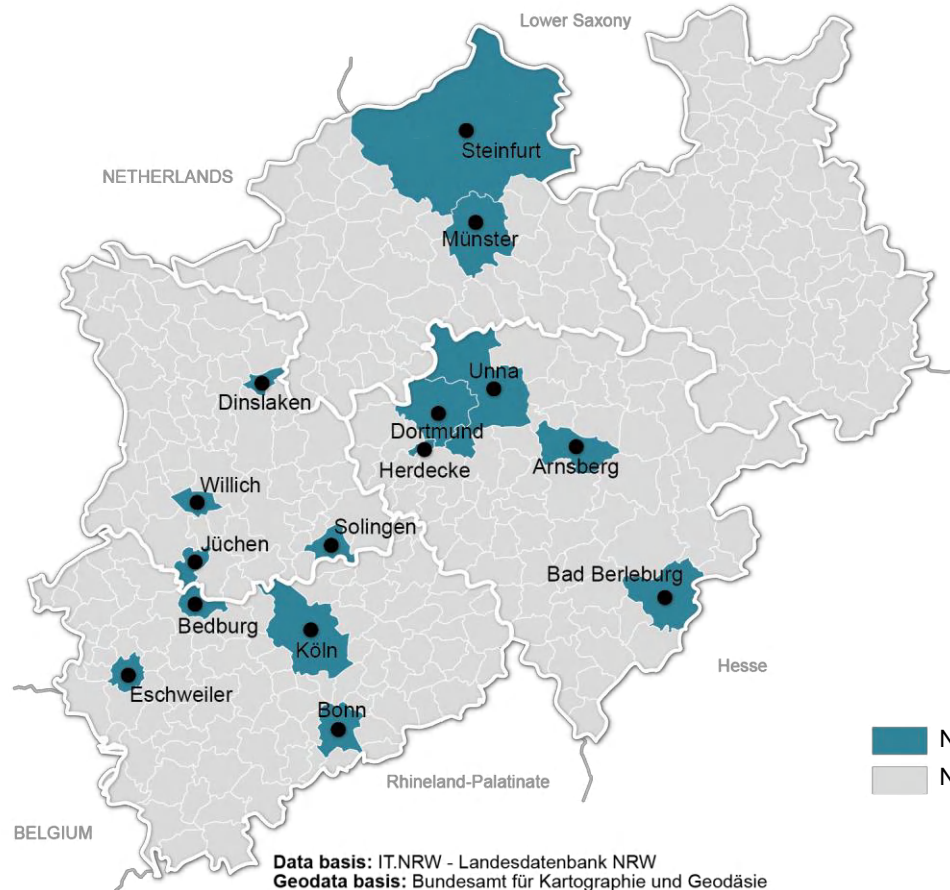 Lower Saxony
Steinfurt
NETHERLANDS
Münster
Unna
Dinslaken
Dortmund
Herdecke
Arnsberg
Willich
Solingen
Jüchen
Bad Berleburg
Bedburg
Köln
Hesse
Eschweiler
Bonn
N
N
Rhineland-Palatinate
BELGIUM
Data basis: IT.NRW - Landesdatenbank NRW
Geodata basis: Bundesamt für Kartographie und Geodäsie